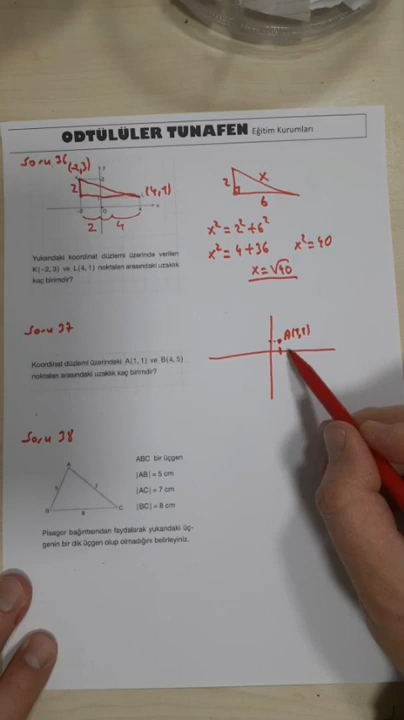 ODTÜLÜLER TUNAFEN Eğitim Kurumları
Soru 36
(-2,3)
(4,1)
2
2 4
-2 0
Yukarıdaki koordinat düzlemi üzerinde verilen
K(-2, 3) ve L(4, 1) noktaları arasındaki uzaklık
kaç birimdir?
2 x
6
x²=2²+6²
x²=4+36 x²=40
x=√40
Soru 37
Koordinat düzlemi üzerindeki A(1, 1) ve B(4, 5)
noktaları arasındaki uzaklık kaç birimdir?
A(1,1)
Soru 38
A
5 7
B 8 C
ABC bir üçgen
|AB| = 5 cm
|AC| = 7 cm
|BC| = 8 cm
Pisagor bağıntısından faydalarak yukarıdaki üç-
genin bir dik üçgen olup olmadığını belirleyiniz.